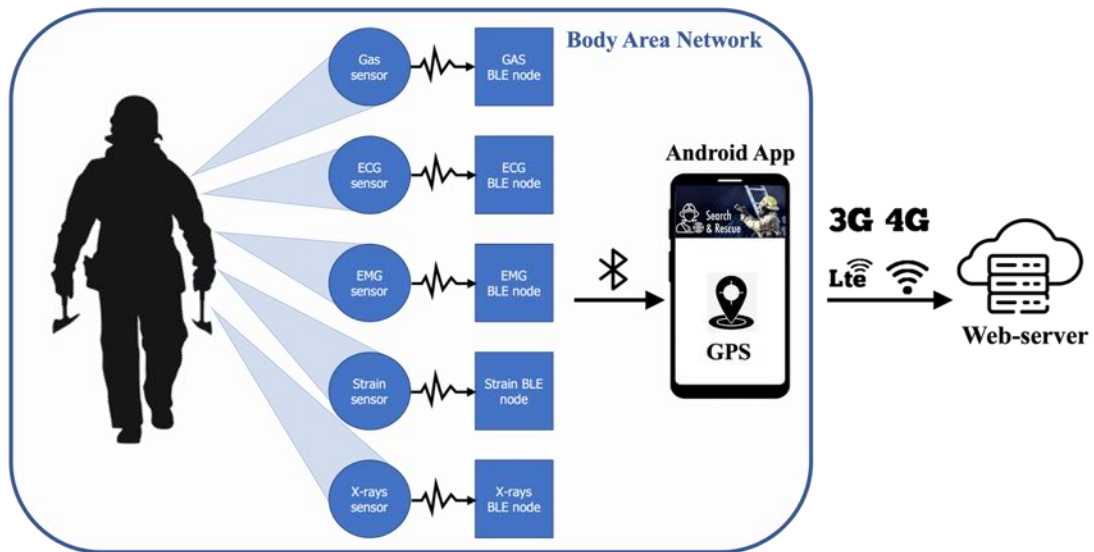 Body Area Network
Gas
sensor
GAS
BLE node
ECG
sensor
ECG
BLE node
EMG
sensor
EMG
BLE node
Strain
sensor
Strain BLE
node
X-rays
sensor
X-rays
BLE node
Android App
Search
& Rescue
GPS
3G 4G
Lte
Web-server